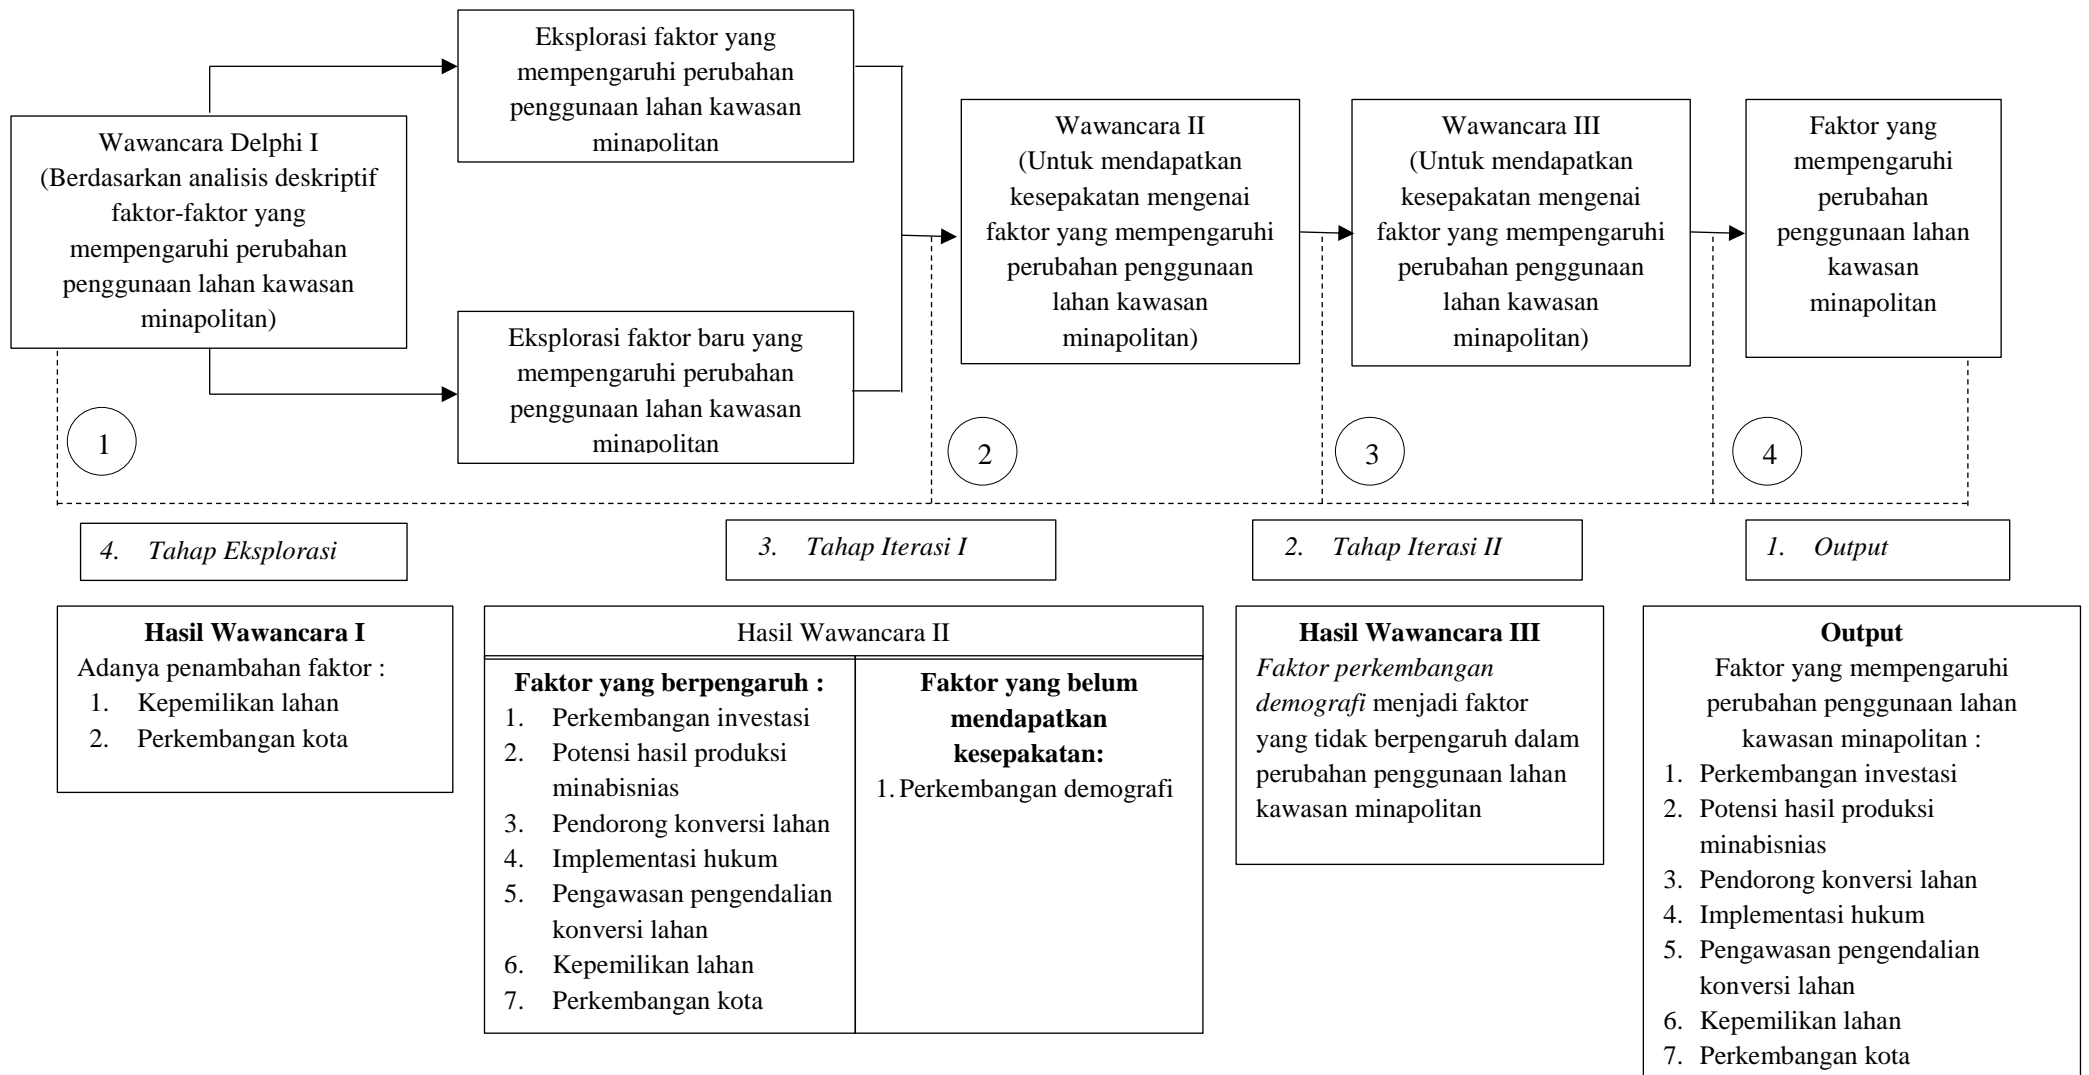 Eksplorasi faktor yang
mempengaruhi perubahan
penggunaan lahan kawasan
minapolitan
Wawancara Delphi I
(Berdasarkan analisis deskriptif
faktor-faktor yang
mempengaruhi perubahan
penggunaan lahan kawasan
minapolitan)
Eksplorasi faktor baru yang
mempengaruhi perubahan
penggunaan lahan kawasan
minapolitan
Wawancara II
(Untuk mendapatkan
kesepakatan mengenai
faktor yang mempengaruhi
perubahan penggunaan
lahan kawasan
minapolitan)
Wawancara III
(Untuk mendapatkan
kesepakatan mengenai
faktor yang mempengaruhi
perubahan penggunaan
lahan kawasan
minapolitan)
Faktor yang
mempengaruhi
perubahan
penggunaan lahan
kawasan
minapolitan
1
2
3
4
4. Tahap Eksplorasi
3. Tahap Iterasi I
2. Tahap Iterasi II
1. Output
Hasil Wawancara I
Adanya penambahan faktor :
1. Kepemilikan lahan
2. Perkembangan kota
Hasil Wawancara II
Faktor yang berpengaruh :
1. Perkembangan investasi
2. Potensi hasil produksi
minabisnias
3. Pendorong konversi lahan
4. Implementasi hukum
5. Pengawasan pengendalian
konversi lahan
6. Kepemilikan lahan
7. Perkembangan kota
Faktor yang belum
mendapatkan
kesepakatan:
1. Perkembangan demografi
Hasil Wawancara III
Faktor perkembangan
demografi menjadi faktor
yang tidak berpengaruh dalam
perubahan penggunaan lahan
kawasan minapolitan
Output
Faktor yang mempengaruhi
perubahan penggunaan lahan
kawasan minapolitan :
1. Perkembangan investasi
2. Potensi hasil produksi
minabisnias
3. Pendorong konversi lahan
4. Implementasi hukum
5. Pengawasan pengendalian
konversi lahan
6. Kepemilikan lahan
7. Perkembangan kota